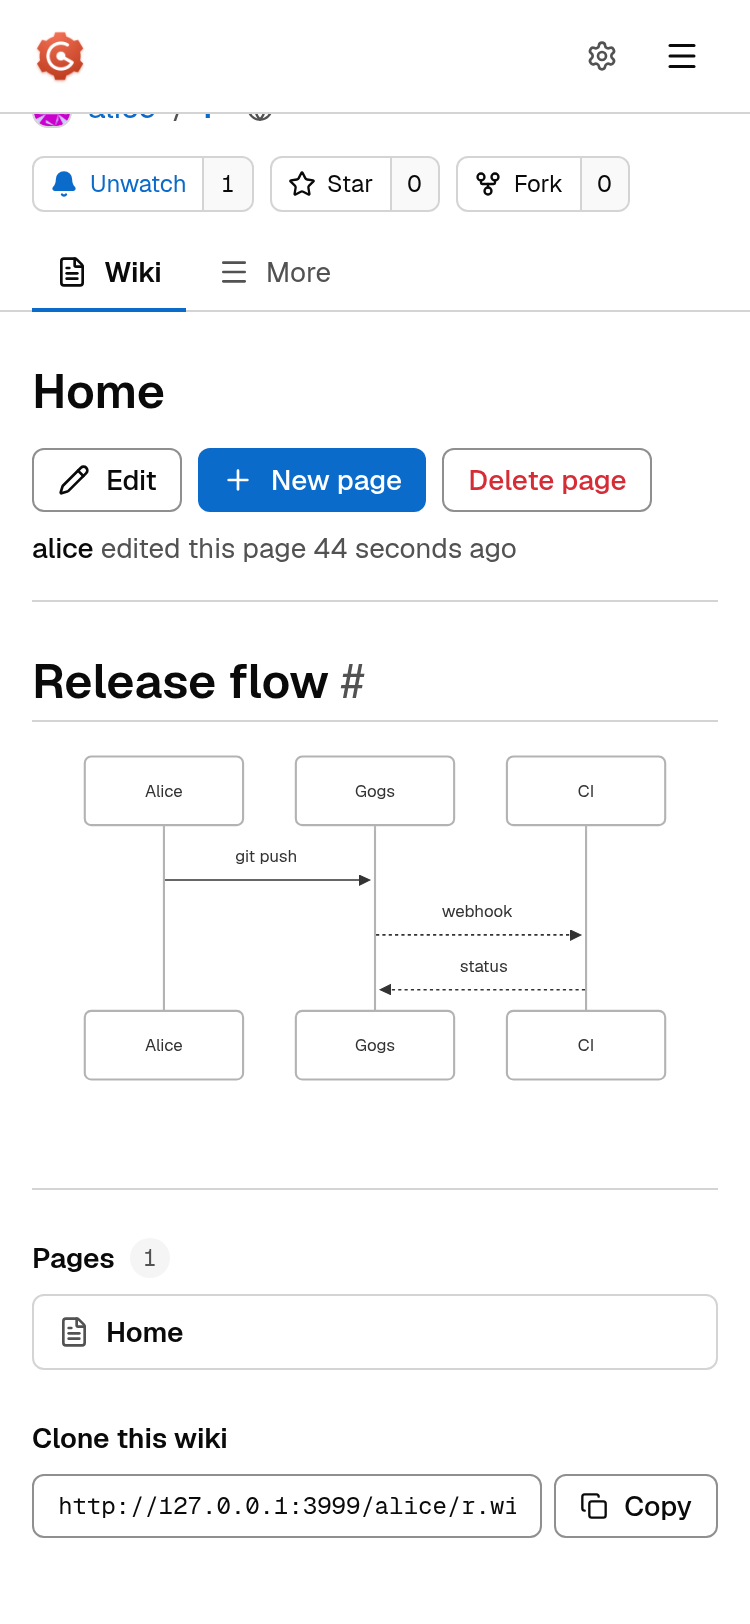 alice / r
Unwatch 1 Star 0 Fork 0
Wiki More
Home
Edit New page Delete page
alice edited this page 44 seconds ago
Release flow #
Alice Gogs CI
git push
webhook
status
Alice Gogs CI
Pages 1
Home
Clone this wiki
http://127.0.0.1:3999/alice/r.wi Copy